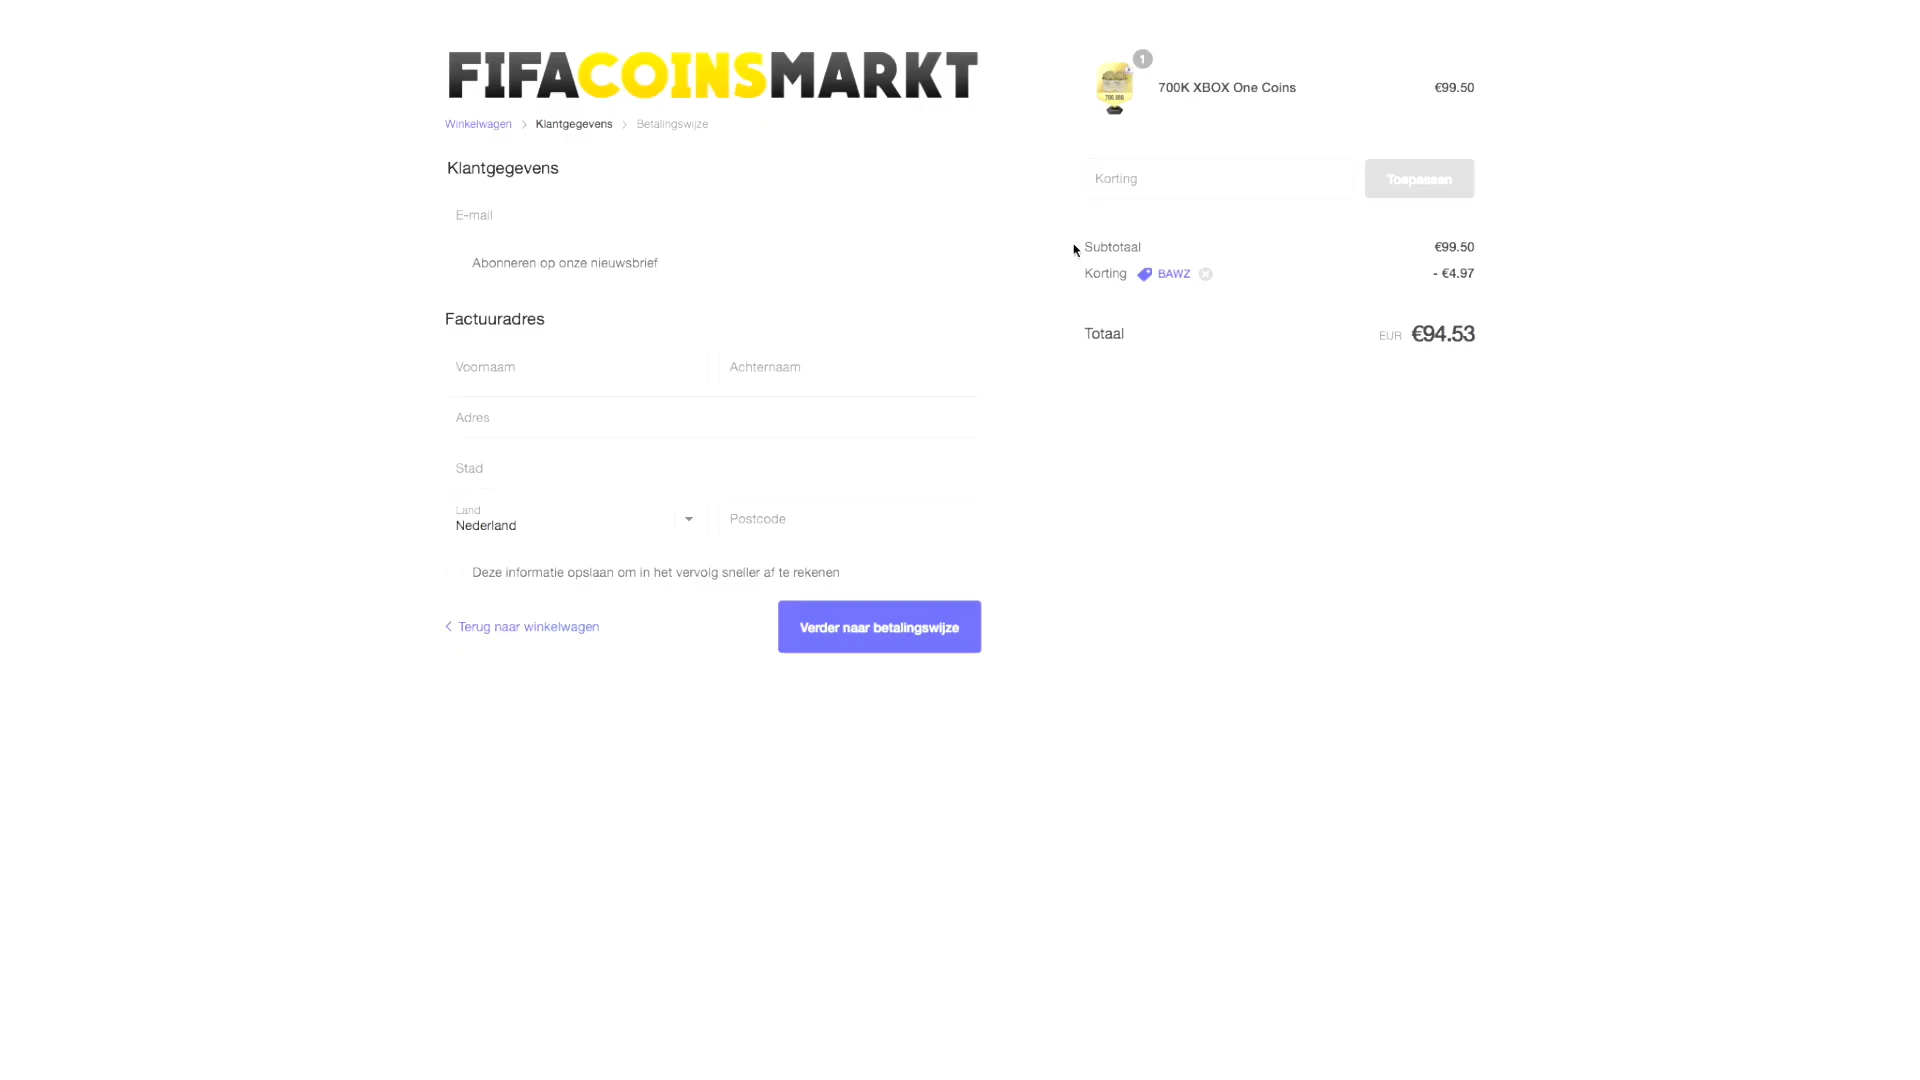 FIFACOINSMARKT
Winkelwagen > Klantgegevens > Betalingswijze
Klantgegevens
E-mail
Abonneren op onze nieuwsbrief
Factuuradres
Voornaam Achternaam
Adres
Stad
Land
Nederland
Postcode
Deze informatie opslaan om in het vervolg sneller af te rekenen
< Terug naar winkelwagen
Verder naar betalingswijze
1
700K XBOX One Coins €99.50
Korting
Toepassen
Subtotaal €99.50
Korting BAWZ - €4.97
Totaal EUR €94.53